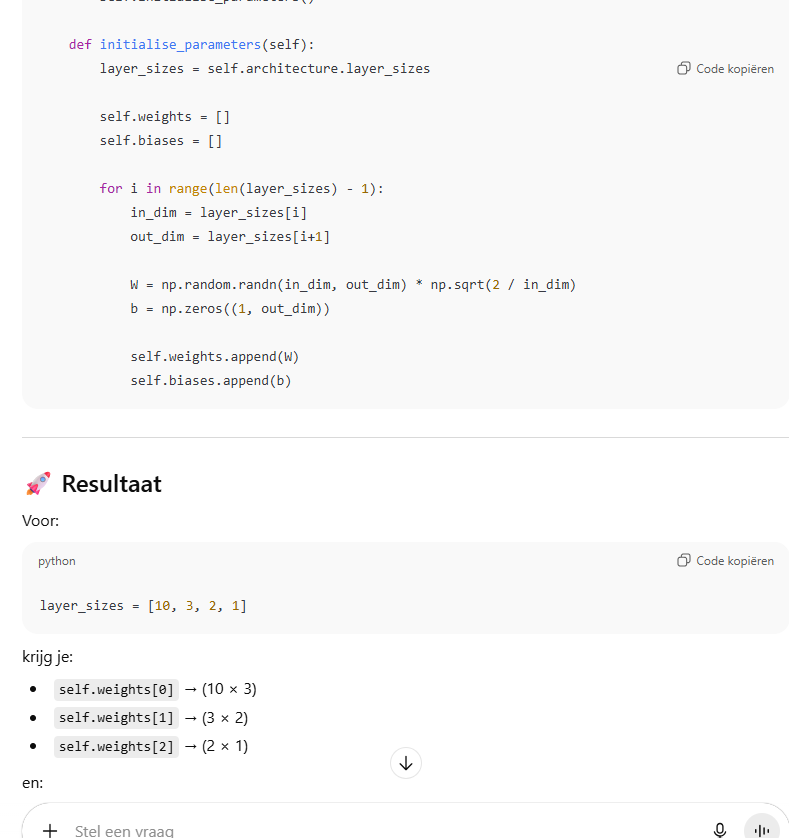 def initialise_parameters(self):
layer_sizes = self.architecture.layer_sizes
Code kopiëren
self.weights = []
self.biases = []
for i in range(len(layer_sizes) - 1):
in_dim = layer_sizes[i]
out_dim = layer_sizes[i+1]
W = np.random.randn(in_dim, out_dim) * np.sqrt(2 / in_dim)
b = np.zeros((1, out_dim))
self.weights.append(W)
self.biases.append(b)
🚀 Resultaat
Voor:
python
Code kopiëren
layer_sizes = [10, 3, 2, 1]
krijg je:
• self.weights[0] → (10 × 3)
• self.weights[1] → (3 × 2)
• self.weights[2] → (2 × 1)
en:
Stel een vraag